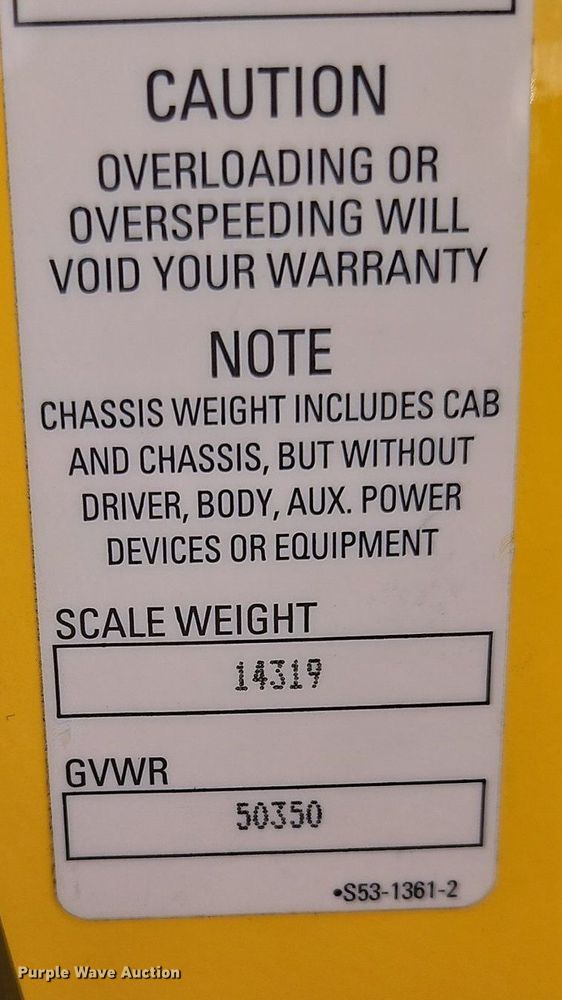 CAUTION
OVERLOADING OR
OVERSPEEDING WILL
VOID YOUR WARRANTY
NOTE
CHASSIS WEIGHT INCLUDES CAB
AND CHASSIS, BUT WITHOUT
DRIVER, BODY, AUX. POWER
DEVICES OR EQUIPMENT
SCALE WEIGHT
14319
GVWR
50350
•S53-1361-2
Purple Wave Auction